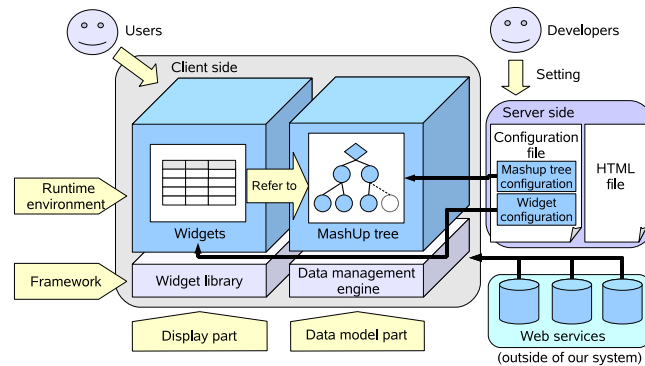 Users
Developers
Client side
Setting
Server side
Configuration
file
Mashup tree
configuration
Widget
configuration
HTML
file
Runtime
environment
Refer to
Widgets
MashUp tree
Framework
Widget library
Data management
engine
Display part
Data model part
Web services
(outside of our system)